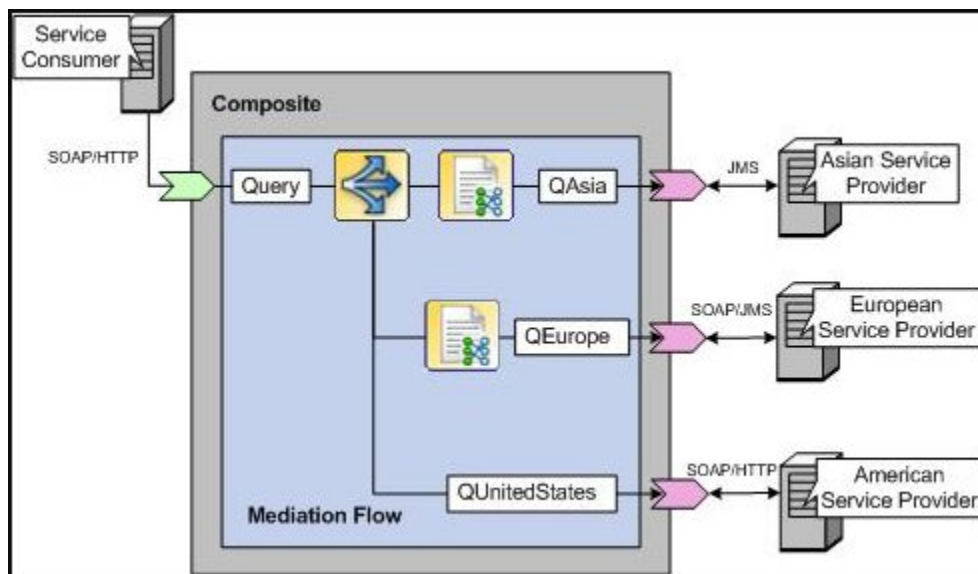 Service
Consumer
Composite
SOAP/HTTP
Query
QAsia
JMS
Asian Service
Provider
QEurope
SOAP/JMS
European
Service Provider
QUnitedStates
SOAP/HTTP
American
Service Provider
Mediation Flow